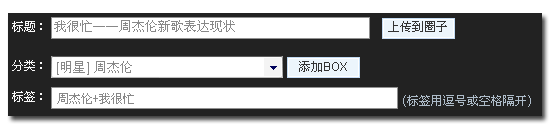 标题： 我很忙——周杰伦新歌表达现状 上传到圈子
分类： [明星] 周杰伦 添加BOX
标签： 周杰伦+我很忙 (标签用逗号或空格隔开)